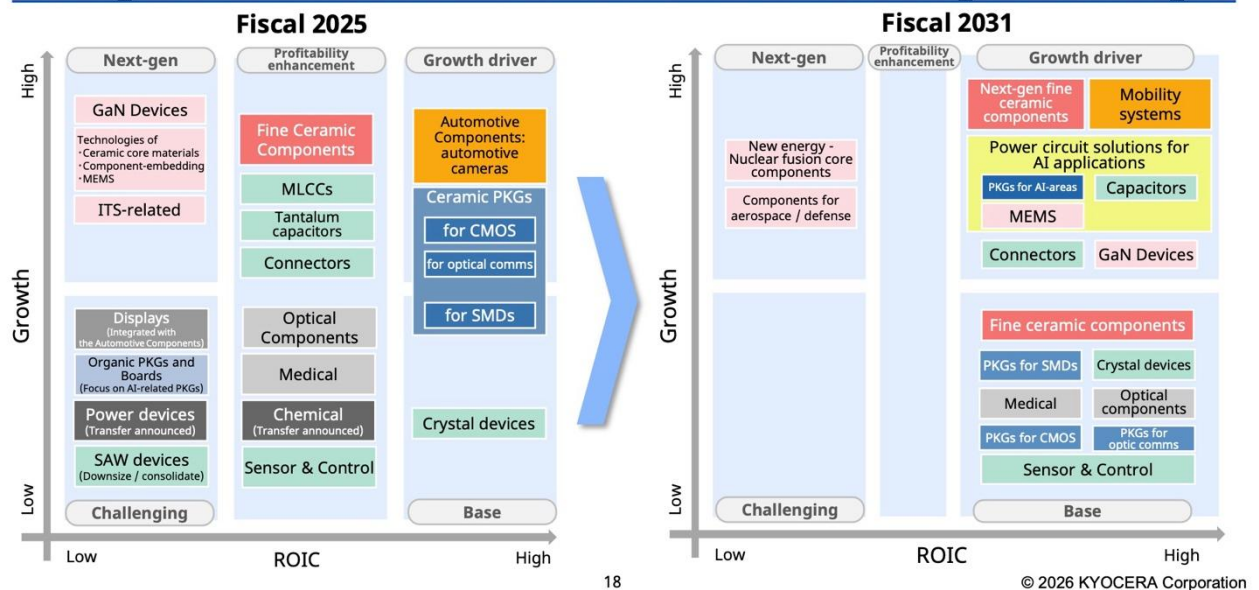 Fiscal 2025
High
Growth
Low
Next-gen
Profitability
enhancement
Growth driver
GaN Devices
Technologies of
・Ceramic core materials
・Component-embedding
・MEMS
ITS-related
Fine Ceramic
Components
MLCCs
Tantalum
capacitors
Connectors
Automotive
Components:
automotive
cameras
Ceramic PKGs
for CMOS
for optical comms
for SMDs
Displays
(Integrated with
the Automotive Components)
Organic PKGs and
Boards
(Focus on AI-related PKGs)
Power devices
(Transfer announced)
SAW devices
(Downsize / consolidate)
Optical
Components
Medical
Chemical
(Transfer announced)
Sensor & Control
Crystal devices
Challenging
Base
Low
ROIC
High
Fiscal 2031
High
Growth
Low
Next-gen
Profitability
enhancement
Growth driver
New energy -
Nuclear fusion core
components
Components for
aerospace / defense
Next-gen fine
ceramic
components
Mobility
systems
Power circuit solutions for
AI applications
PKGs for AI-areas
Capacitors
MEMS
Connectors
GaN Devices
Fine ceramic components
PKGs for SMDs
Crystal devices
Medical
Optical
components
PKGs for CMOS
PKGs for
optic comms
Sensor & Control
Challenging
Base
Low
ROIC
High
18
© 2026 KYOCERA Corporation